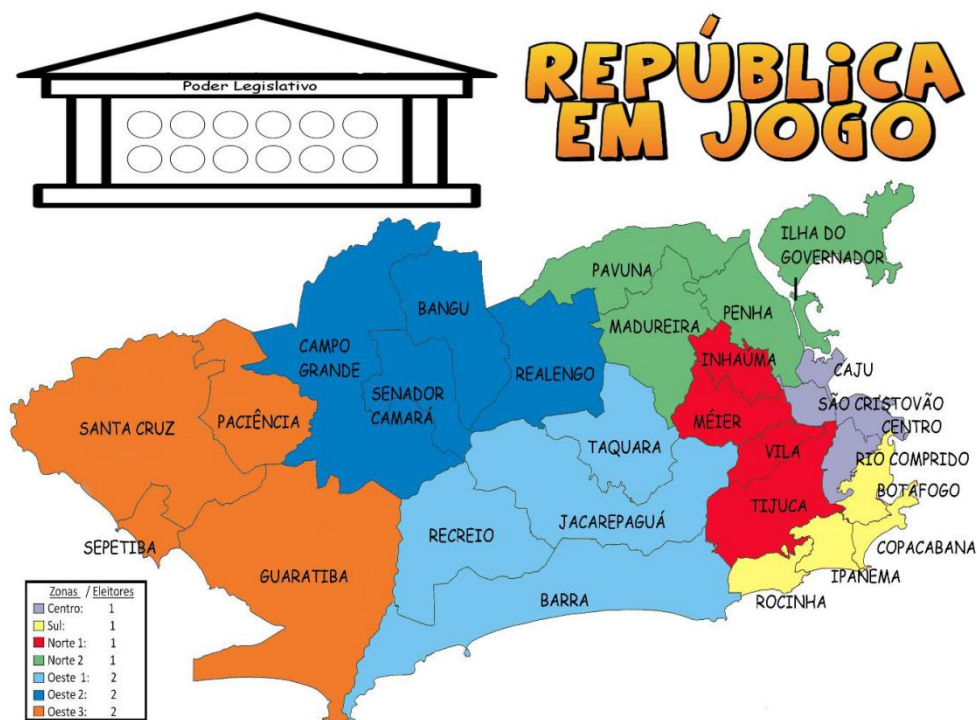 Poder Legislativo
REPÚBLICA
EM JOGO
ILHA DO
GOVERNADOR
PAVUNA
BANGU
PENHA
MADUREIRA
CAMPO
GRANDE
INHAÚMA
CAJU
REALENGO
SENADOR
CAMARÁ
SÃO CRISTOVÃO
SANTA CRUZ
PACIÊNCIA
MÉIER
CENTRO
TAQUARA
VILA
RIO COMPRIDO
BOTAFOGO
TIJUCA
JACAREPAGUÁ
RECREIO
SEPETIBA
COPACABANA
GUARATIBA
IPANEMA
BARRA
ROCINHA
Zonas / Eleitores
Centro: 1
Sul: 1
Norte 1: 1
Norte 2 1
Oeste 1: 2
Oeste 2: 2
Oeste 3: 2